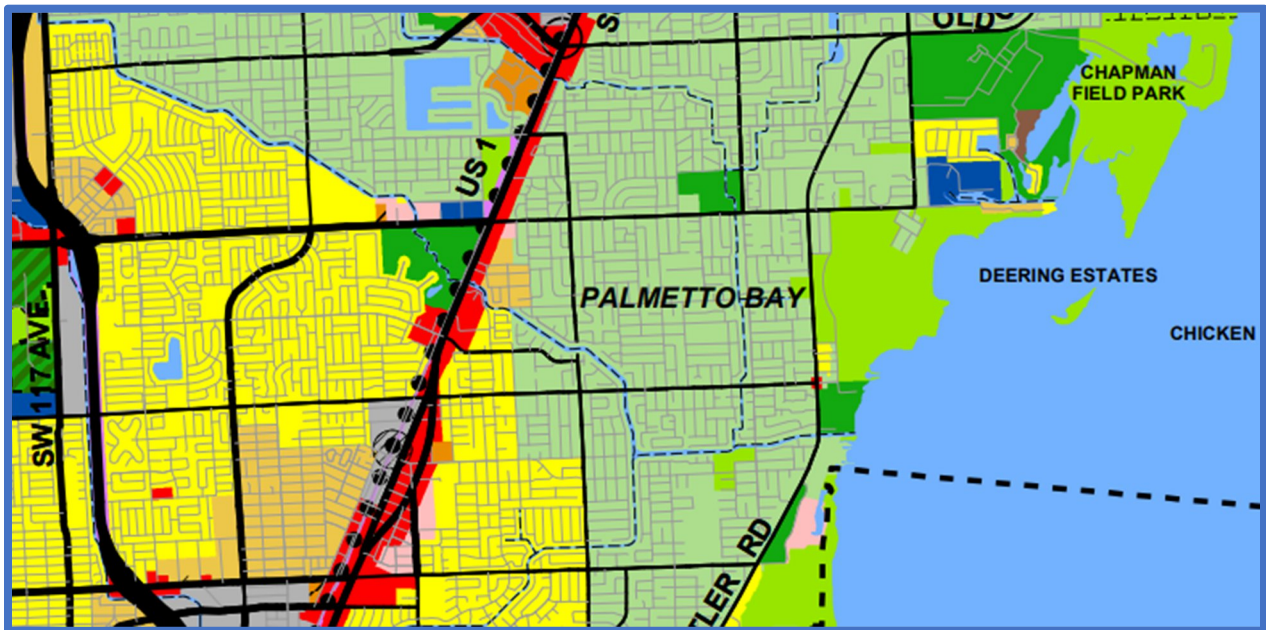 OLD
CHAPMAN
FIELD PARK
US 1
DEERING ESTATES
PALMETTO BAY
CHICKEN
SW 117 AVE
TLER RD